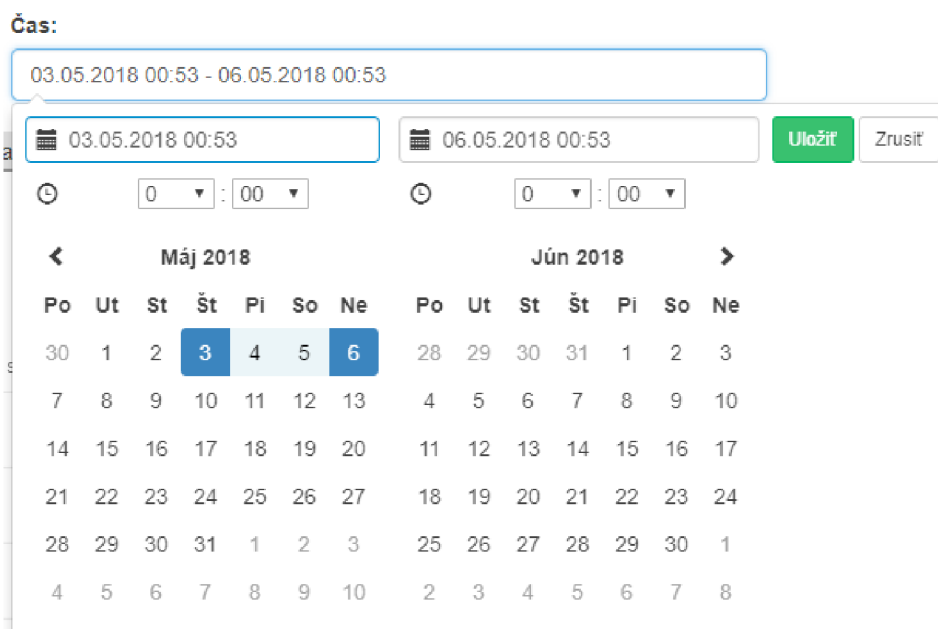 Čas:
03.05.2018 00:53 - 06.05.2018 00:53
03.05.2018 00:53 06.05.2018 00:53 Uložiť Zrusiť
a
0 : 00 0 : 00
Máj 2018 Jún 2018
Po Ut St Št Pi So Ne Po Ut St Št Pi So Ne
30 1 2 3 4 5 6 28 29 30 31 1 2 3
s
7 8 9 10 11 12 13 4 5 6 7 8 9 10
14 15 16 17 18 19 20 11 12 13 14 15 16 17
21 22 23 24 25 26 27 18 19 20 21 22 23 24
28 29 30 31 1 2 3 25 26 27 28 29 30 1
4 5 6 7 8 9 10 2 3 4 5 6 7 8